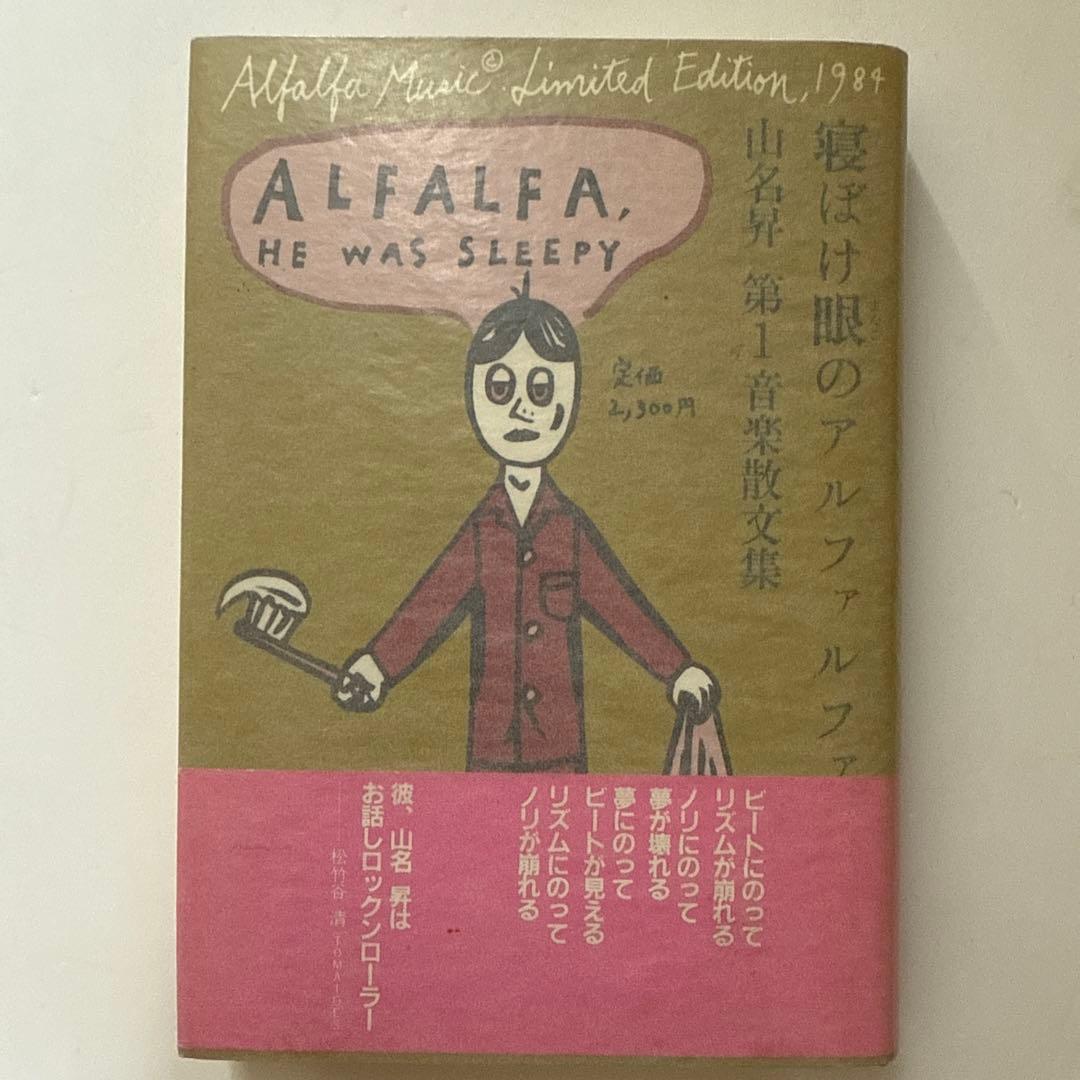 Alfalfa Music Ⓒ Limited Edition, 1984
ALFALFA,
HE WAS SLEEPY
寝ぼけ眼のアルファルファ
山名昇 第1音楽散文集
定価
2,300円
ビートにのって
リズムが崩れる
ノリにのって
夢が壊れる
夢にのって
ビートが見える
リズムにのって
ノリが崩れる
彼、山名 昇は
お話しロックンローラー
松竹谷 清